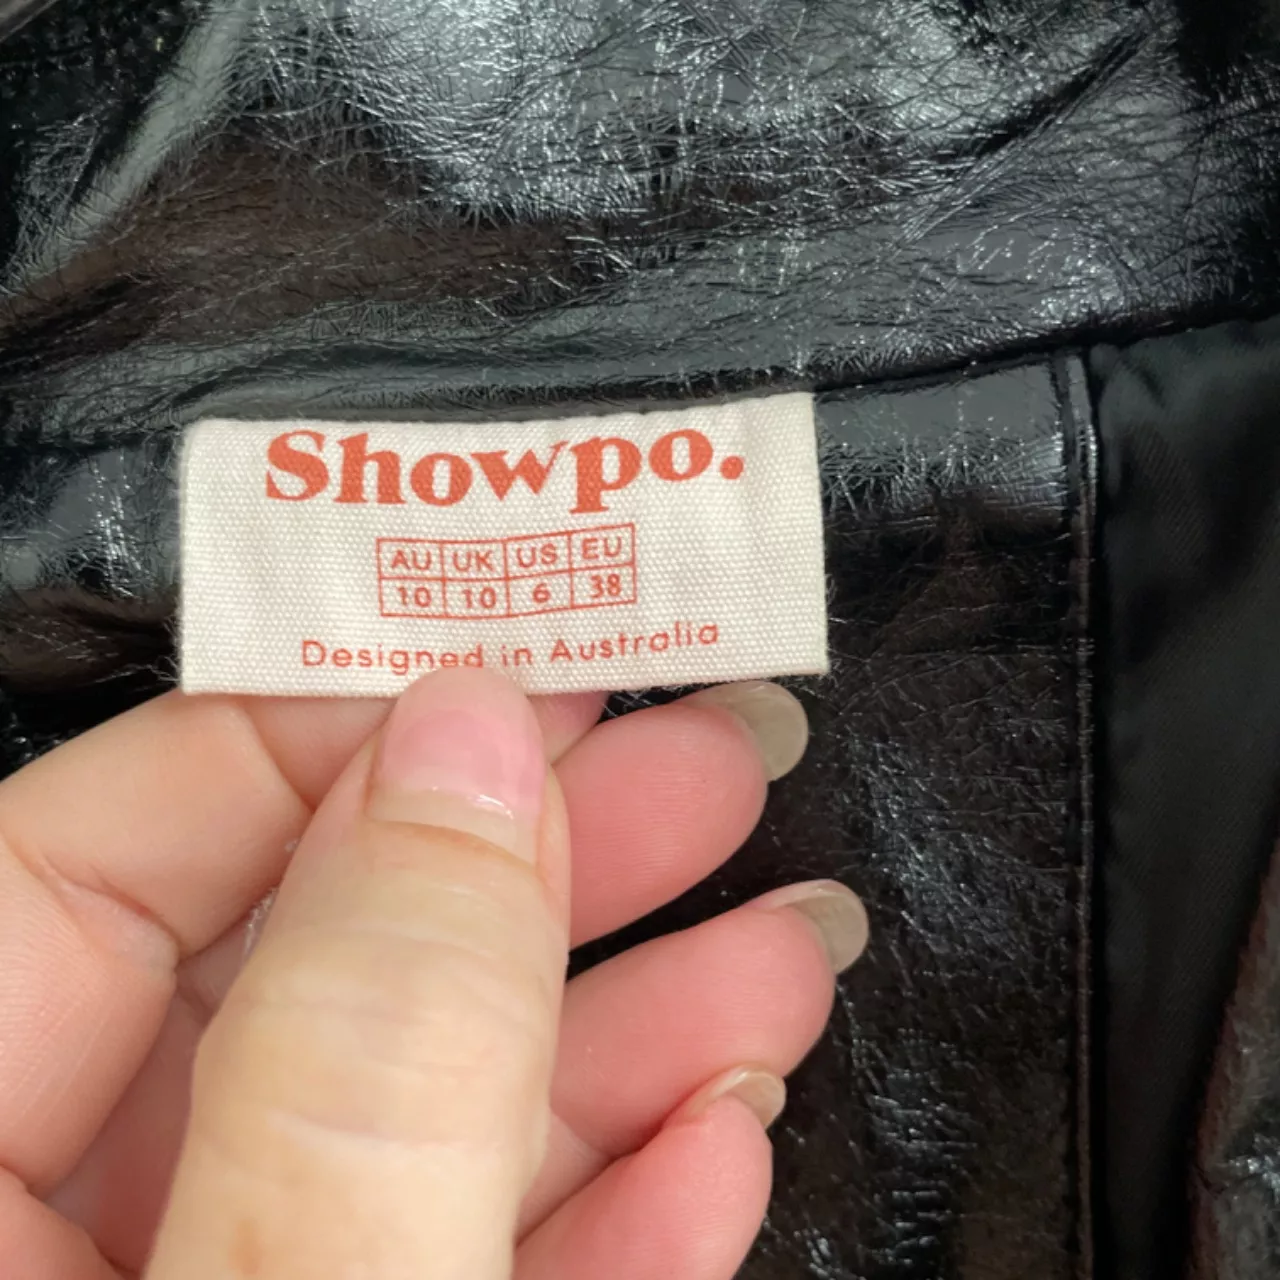 Showpo.
AU UK US EU
10 10 6 38
Designed in Australia